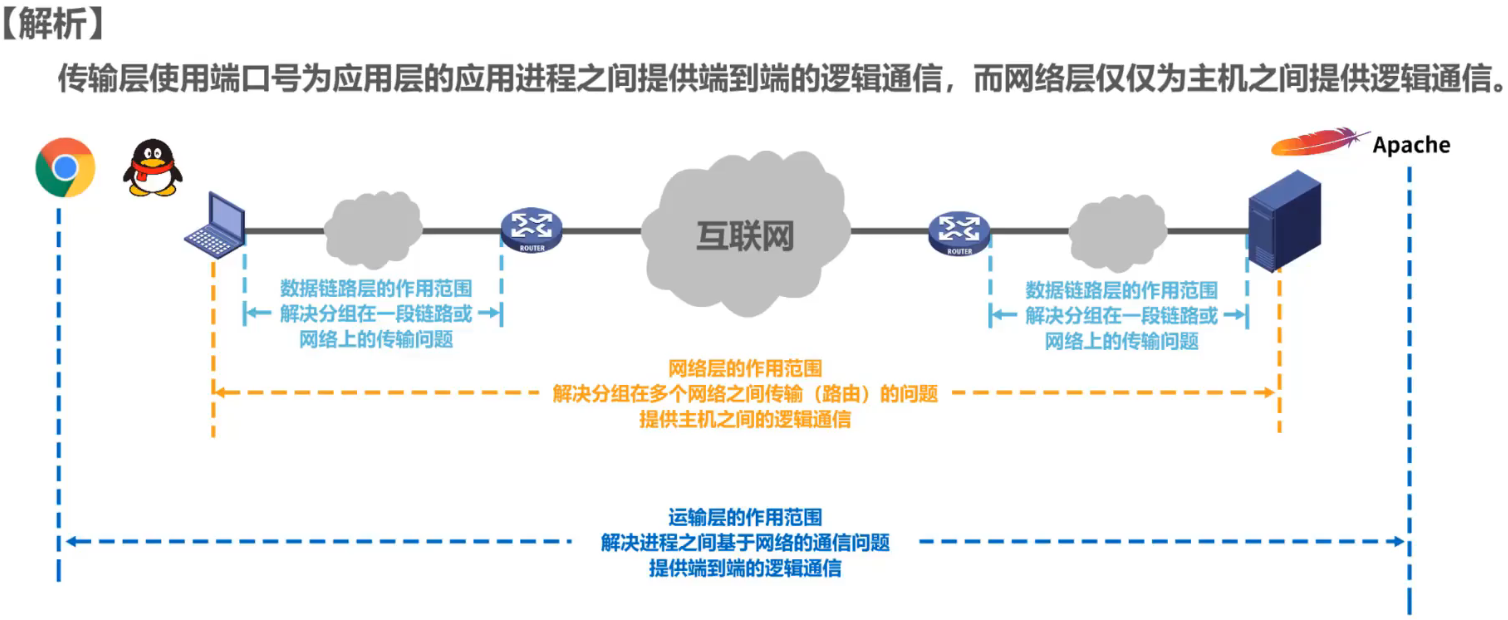 【解析】
传输层使用端口号为应用层的应用进程之间提供端到端的逻辑通信，而网络层仅仅为主机之间提供逻辑通信。
Apache
互联网
ROUTER
ROUTER
数据链路层的作用范围
解决分组在一段链路或
网络上的传输问题
数据链路层的作用范围
解决分组在一段链路或
网络上的传输问题
网络层的作用范围
解决分组在多个网络之间传输（路由）的问题
提供主机之间的逻辑通信
运输层的作用范围
解决进程之间基于网络的通信问题
提供端到端的逻辑通信